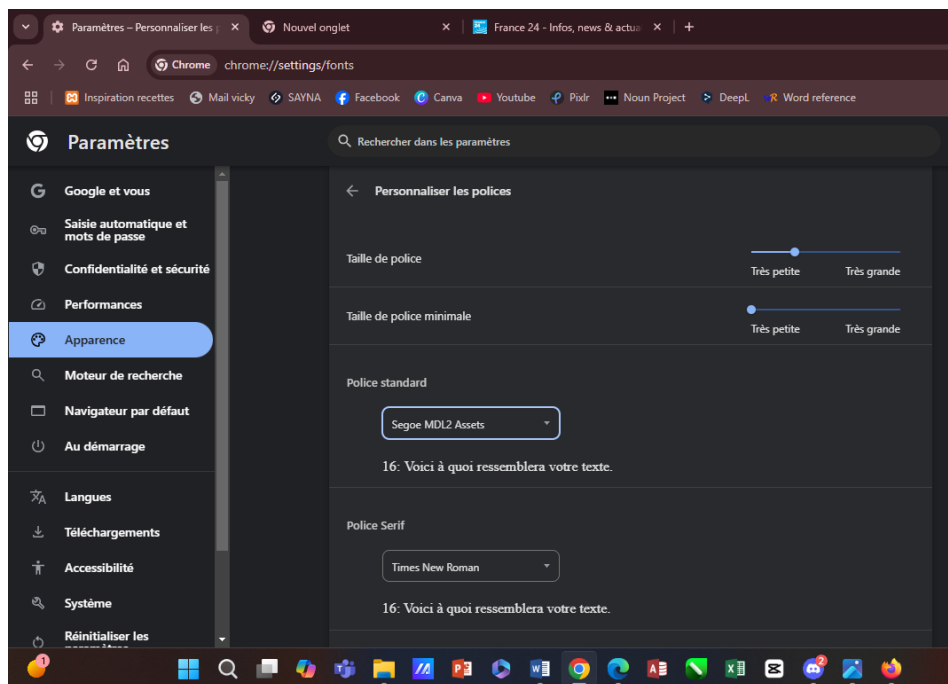 Paramètres – Personnaliser les p
Nouvel onglet
France 24 - Infos, news & actua
Chrome
chrome://settings/fonts
Inspiration recettes
Mail vicky
SAYNA
Facebook
Canva
Youtube
Pixlr
Noun Project
DeepL
Word reference
Paramètres
Rechercher dans les paramètres
Google et vous
Saisie automatique et
mots de passe
Confidentialité et sécurité
Performances
Apparence
Moteur de recherche
Navigateur par défaut
Au démarrage
Langues
Téléchargements
Accessibilité
Système
Réinitialiser les
paramètres
Personnaliser les polices
Taille de police
Très petite
Très grande
Taille de police minimale
Très petite
Très grande
Police standard
Segoe MDL2 Assets
16: Voici à quoi ressemblera votre texte.
Police Serif
Times New Roman
16: Voici à quoi ressemblera votre texte.